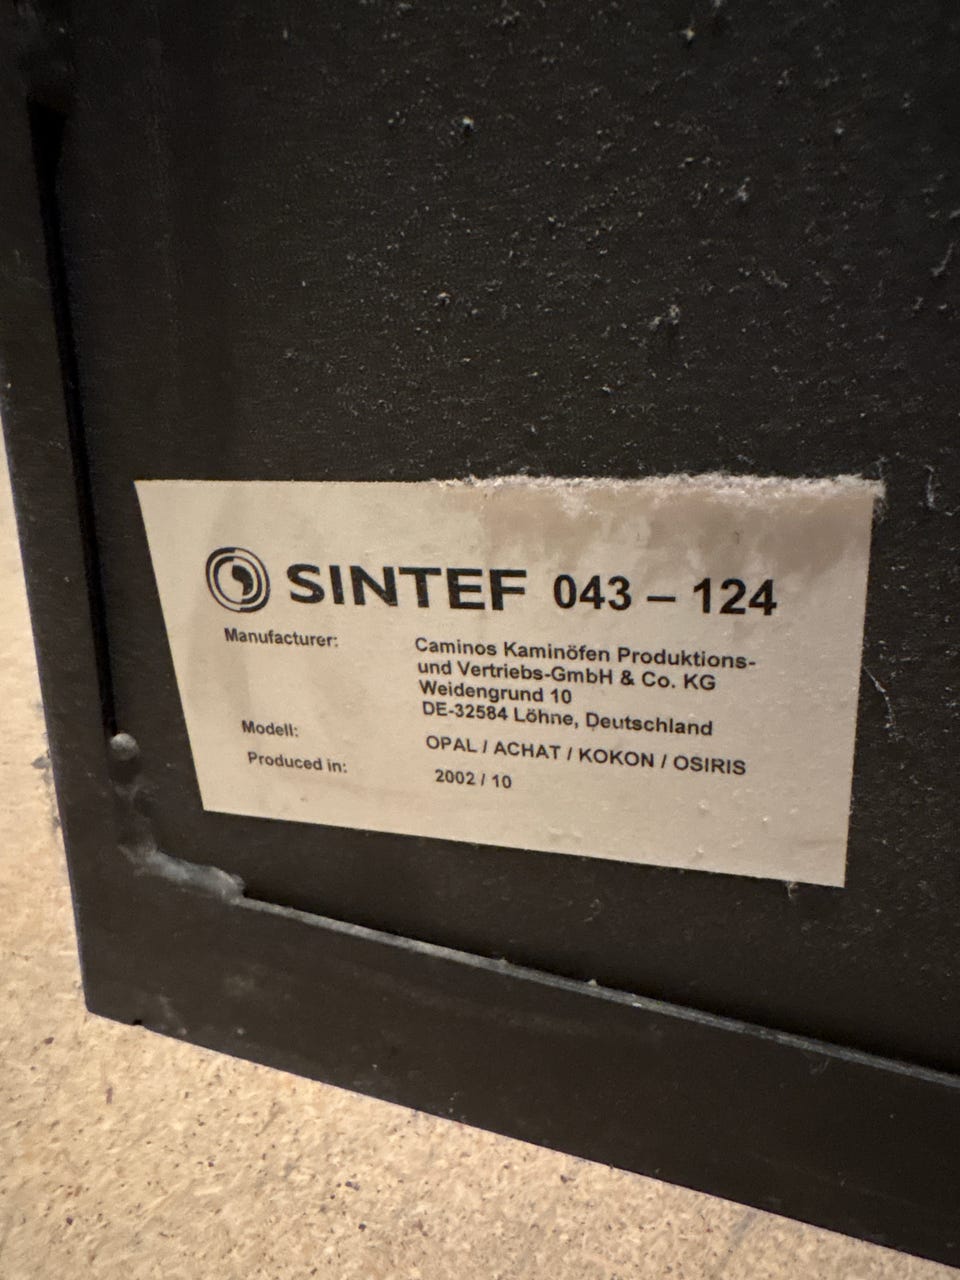 SINTEF 043 – 124
Manufacturer: Caminos Kaminöfen Produktions-
und Vertriebs-GmbH & Co. KG
Weidengrund 10
DE-32584 Löhne, Deutschland
Modell: OPAL / ACHAT / KOKON / OSIRIS
Produced in: 2002 / 10